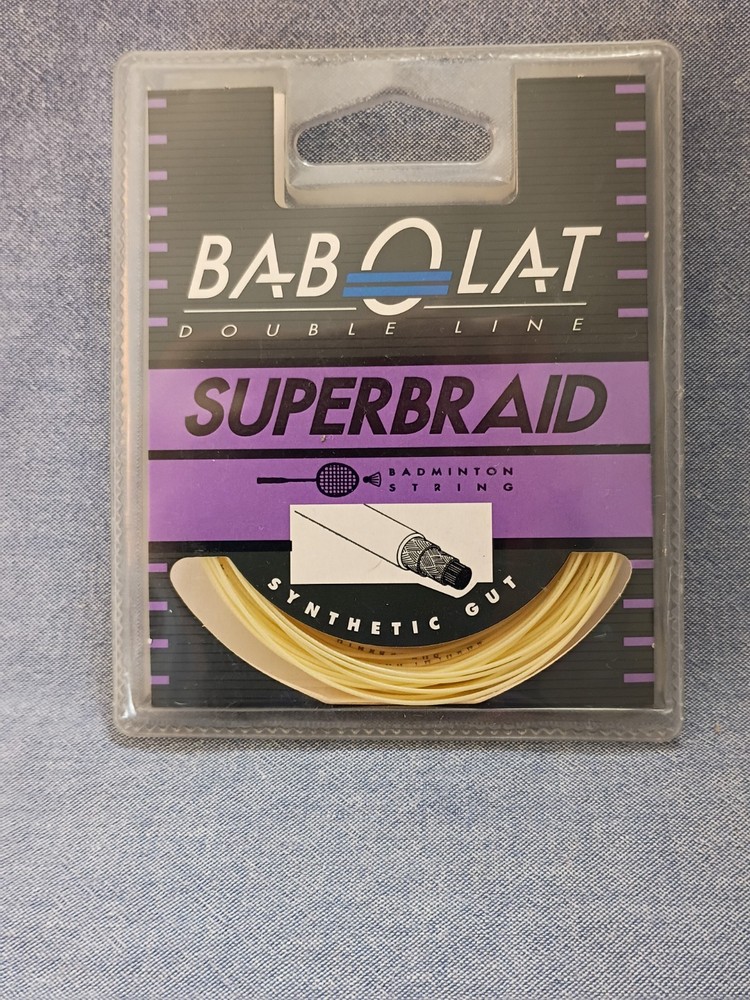 BABOLAT
DOUBLE LINE
SUPERBRAID
BADMINTON
STRING
SYNTHETIC GUT